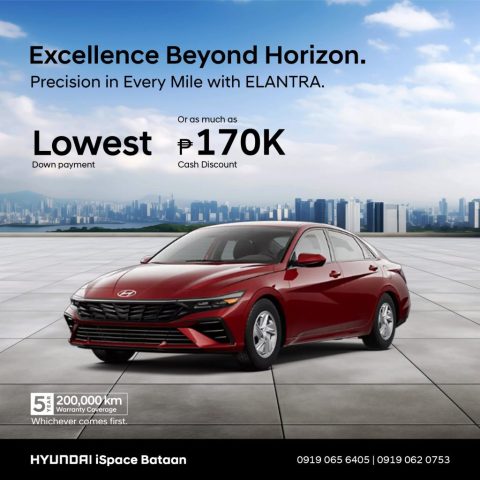 Excellence Beyond Horizon.
Precision in Every Mile with ELANTRA.
Lowest
Down payment
Or as much as
₱170K
Cash Discount
5 YEAR 200,000 km
Warranty Coverage
Whichever comes first.
HYUNDAI iSpace Bataan
0919 065 6405 | 0919 062 0753